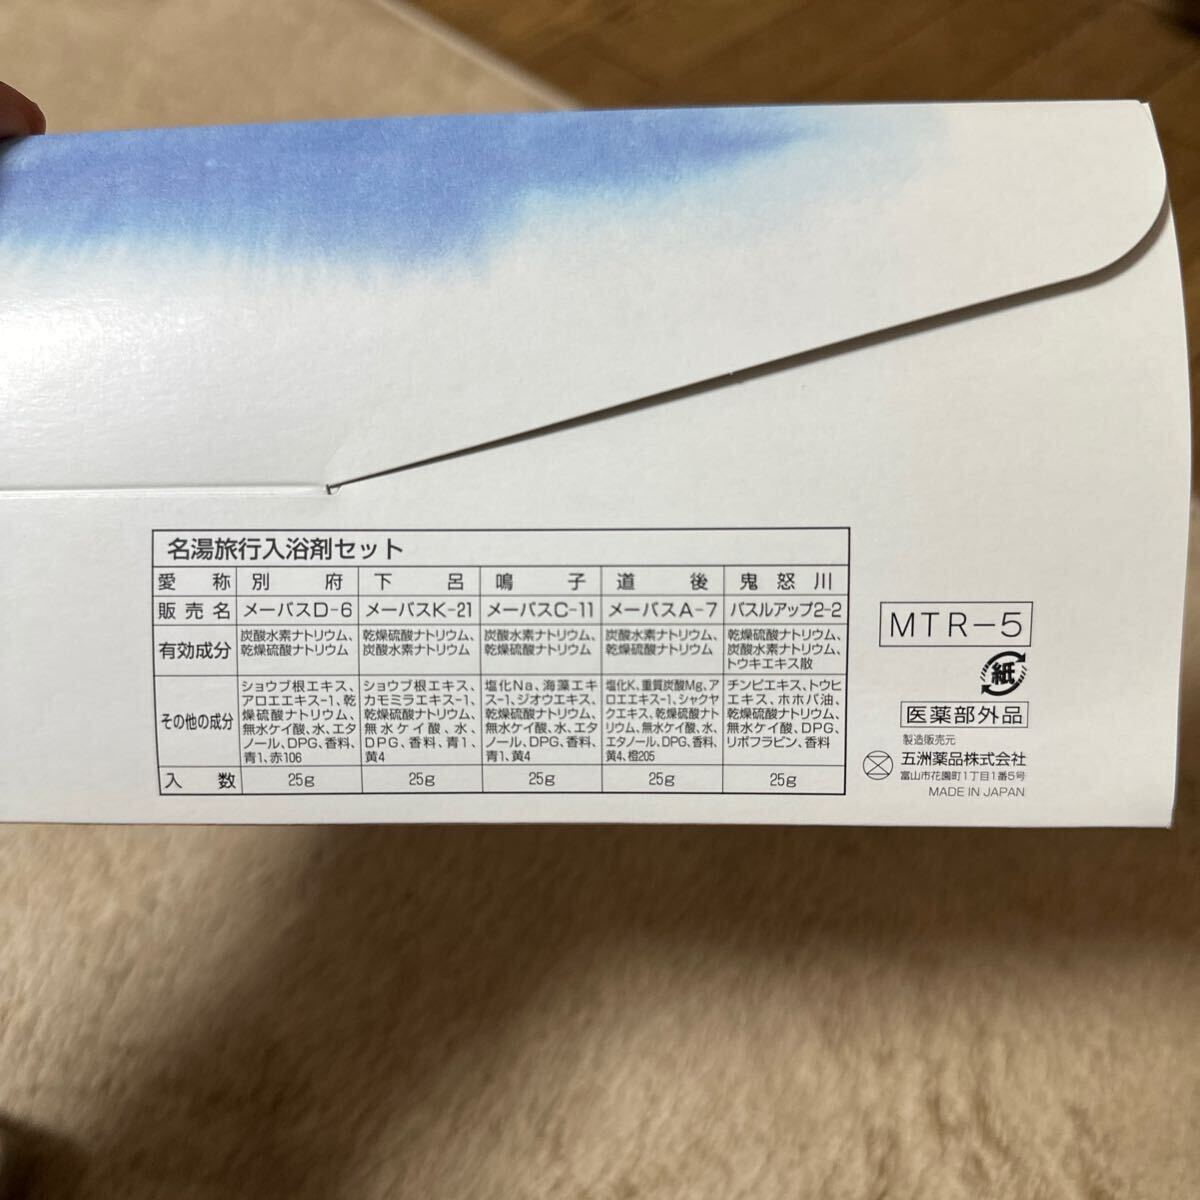 名湯旅行入浴剤セット
愛称 別府 下呂 鳴子 道後 鬼怒川
販売名 メーバスD-6 メーバスK-21 メーバスC-11 メーバスA-7 バスルアップ2-2
有効成分
炭酸水素ナトリウム、
乾燥硫酸ナトリウム
乾燥硫酸ナトリウム、
炭酸水素ナトリウム
炭酸水素ナトリウム、
乾燥硫酸ナトリウム
炭酸水素ナトリウム、
乾燥硫酸ナトリウム
乾燥硫酸ナトリウム、
炭酸水素ナトリウム、
トウキエキス散
その他の成分
ショウブ根エキス、
アロエエキス-1、乾
燥硫酸ナトリウム、
無水ケイ酸、水、エタ
ノール、DPG、香料、
青1、赤106
ショウブ根エキス、
カモミラエキス-1、
乾燥硫酸ナトリウム、
無水ケイ酸、水、
DPG、香料、青1、
黄4
塩化Na、海藻エキ
ス-1、ジオウエキス、
乾燥硫酸ナトリウム、
無水ケイ酸、水、エタ
ノール、DPG、香料、
青1、黄4
塩化K、重質炭酸Mg、ア
ロエエキス-1、シャクヤ
クエキス、乾燥硫酸ナト
リウム、無水ケイ酸、水、
エタノール、DPG、香料、
黄4、橙205
チンピエキス、トウヒ
エキス、ホホバ油、
乾燥硫酸ナトリウム、
無水ケイ酸、DPG、
リボフラビン、香料
入数 25g 25g 25g 25g 25g
MTR-5
紙
医薬部外品
製造販売元
五洲薬品株式会社
富山市花園町1丁目1番5号
MADE IN JAPAN